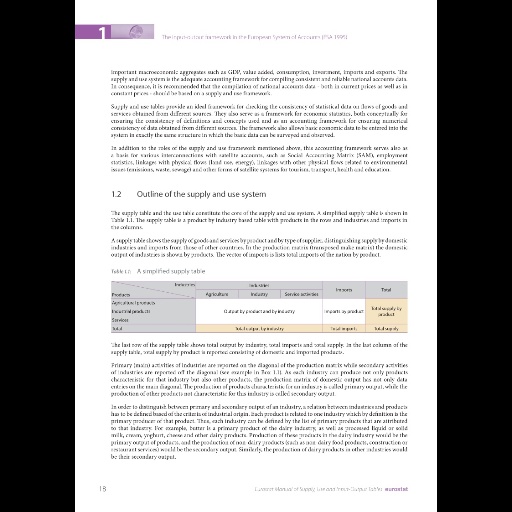 1
The input-output framework in the European System of Accounts (ESA 1995)
important macroeconomic aggregates such as GDP, value added, consumption, investment, imports and exports. The
supply and use system is the adequate accounting framework for compiling consistent and reliable national accounts data.
In consequence, it is recommended that the compilation of national accounts data - both in current prices as well as in
constant prices - should be based on a supply and use framework.
Supply and use tables provide an ideal framework for checking the consistency of statistical data on flows of goods and
services obtained from different sources. They also serve as a framework for economic statistics, both conceptually for
ensuring the consistency of definitions and concepts used and as an accounting framework for ensuring numerical
consistency of data obtained from different sources. The framework also allows basic economic data to be entered into the
system in exactly the same structure in which the basic data can be surveyed and observed.
In addition to the roles of the supply and use framework mentioned above, this accounting framework serves also as
a basis for various interconnections with satellite accounts, such as Social Accounting Matrix (SAM), employment
statistics, linkages with physical flows (land use, energy), linkages with other physical flows related to environmental
issues (emissions, waste, sewage) and other forms of satellite systems for tourism, transport, health and education.
1.2 Outline of the supply and use system
The supply table and the use table constitute the core of the supply and use system. A simplified supply table is shown in
Table 1.1. The supply table is a product by industry based table with products in the rows and industries and imports in
the columns.
A supply table shows the supply of goods and services by product and by type of supplier, distinguishing supply by domestic
industries and imports from those of other countries. In the production matrix (transposed make matrix) the domestic
output of industries is shown by products. The vector of imports is lists total imports of the nation by product.
Table 1.1: A simplified supply table
Industries Industries Imports Total
Products Agriculture Industry Service activities
Agricultural products
Industrial products Output by product and by industry Imports by product Total supply by product
Services
Total Total output by industry Total imports Total supply
The last row of the supply table shows total output by industry, total imports and total supply. In the last column of the
supply table, total supply by product is reported consisting of domestic and imported products.
Primary (main) activities of industries are reported on the diagonal of the production matrix while secondary activities
of industries are reported off the diagonal (see example in Box 1.1). As each industry can produce not only products
characteristic for that industry but also other products, the production matrix of domestic output has not only data
entries on the main diagonal. The production of products characteristic for an industry is called primary output, while the
production of other products not characteristic for this industry is called secondary output.
In order to distinguish between primary and secondary output of an industry, a relation between industries and products
has to be defined based of the criteria of industrial origin. Each product is related to one industry which by definition is the
primary producer of that product. Thus, each industry can be defined by the list of primary products that are attributed
to that industry. For example, butter is a primary product of the dairy industry, as well as processed liquid or solid
milk, cream, yoghurt, cheese and other dairy products. Production of these products in the dairy industry would be the
primary output of products, and the production of non-dairy products (such as non-dairy food products, construction or
restaurant services) would be the secondary output. Similarly, the production of dairy products in other industries would
be their secondary output.
18
Eurostat Manual of Supply, Use and Input-Output Tables eurostat